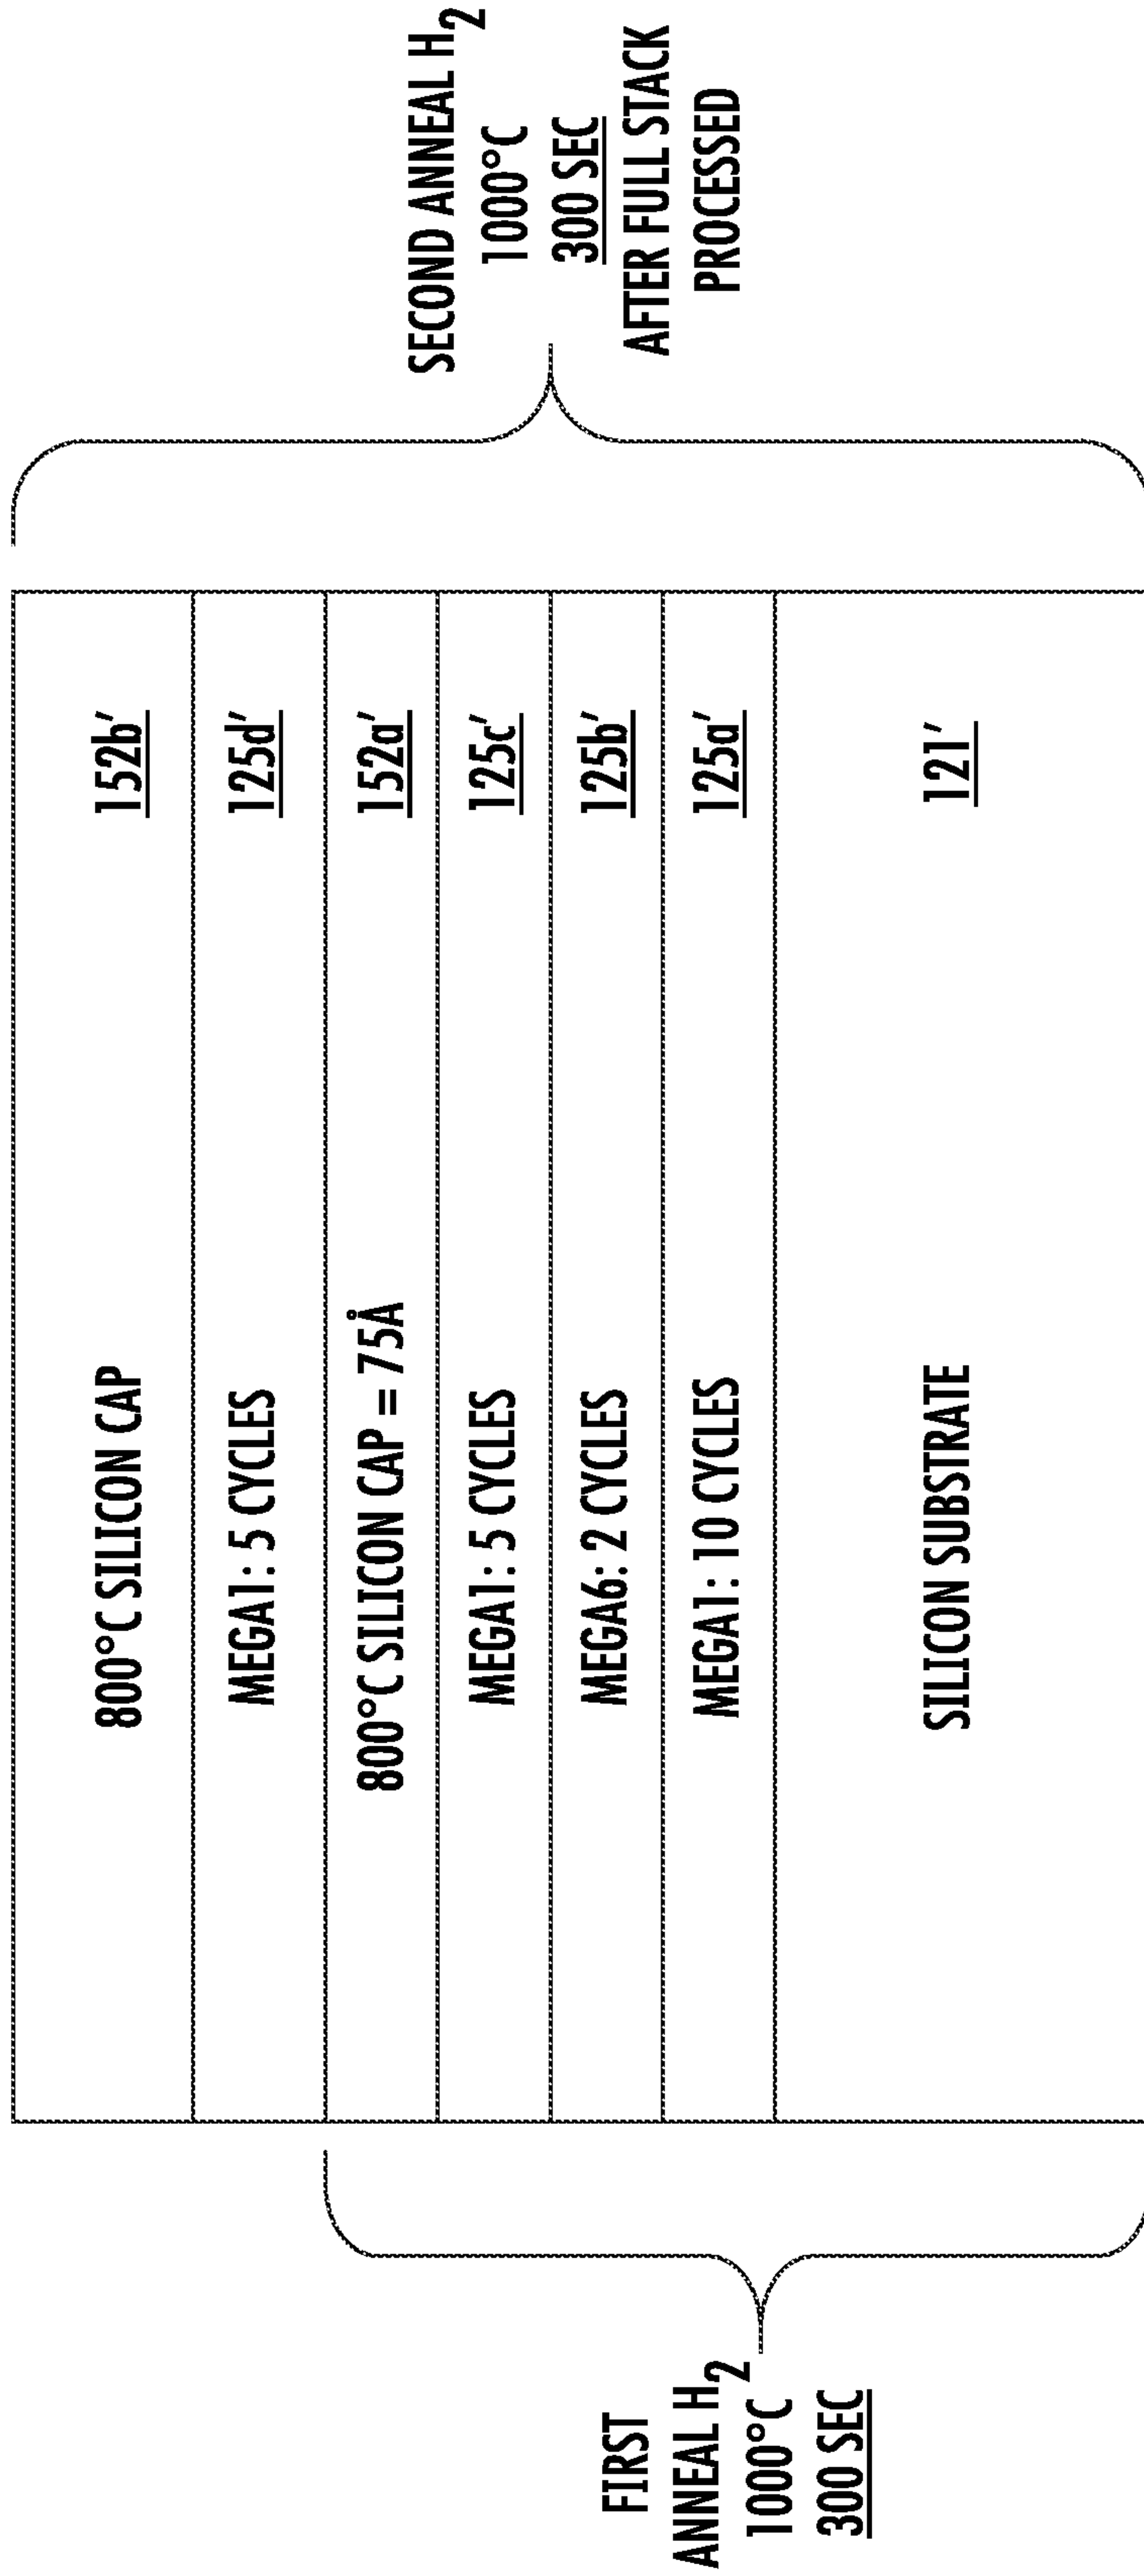 FIRST
ANNEAL H2
1000°C
300 SEC
800°C SILICON CAP 152b'
MEGA1: 5 CYCLES 125d'
800°C SILICON CAP = 75Å 152a'
MEGA1: 5 CYCLES 125c'
MEGA6: 2 CYCLES 125b'
MEGA1: 10 CYCLES 125a'
SILICON SUBSTRATE 121'
SECOND ANNEAL H2
1000°C
300 SEC
AFTER FULL STACK
PROCESSED